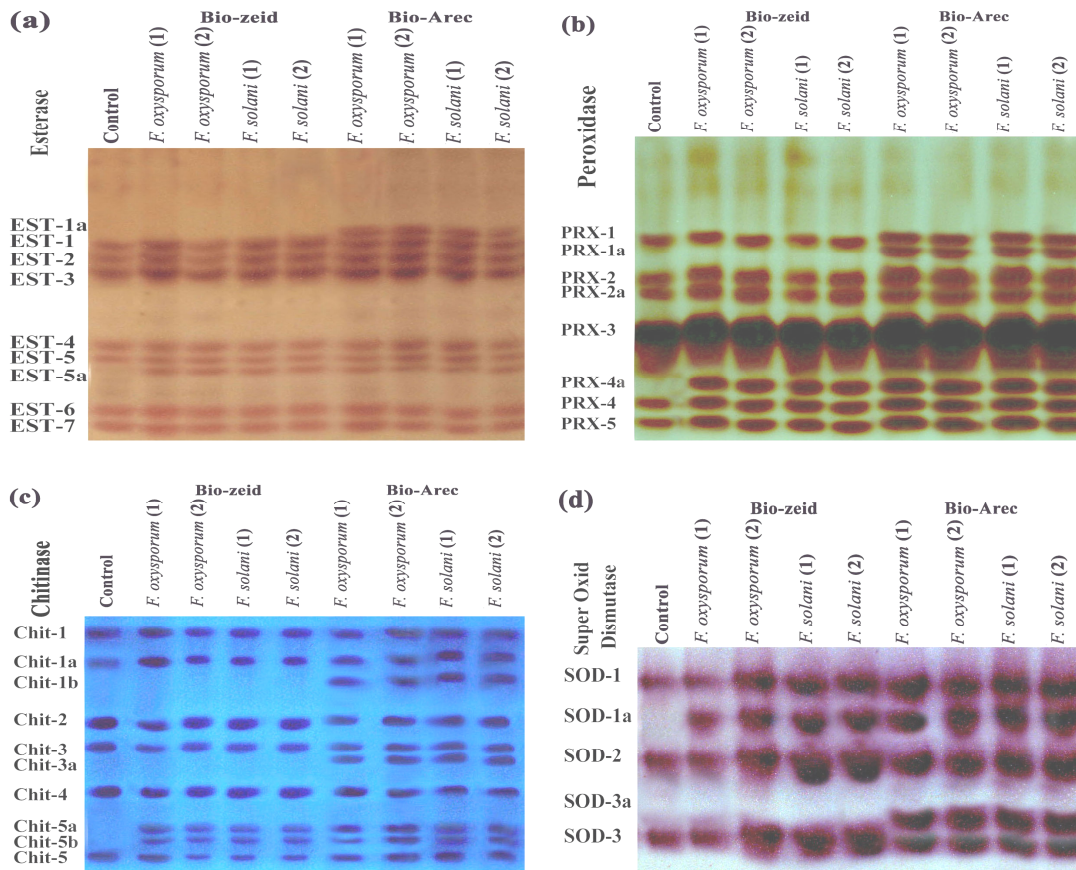 (a)
Bio-zeid
Bio-Arec
Esterase
Control
F. oxysporum (1)
F. oxysporum (2)
F. solani (1)
F. solani (2)
F. oxysporum (1)
F. oxysporum (2)
F. solani (1)
F. solani (2)
EST-1a
EST-1
EST-2
EST-3
EST-4
EST-5
EST-5a
EST-6
EST-7
(b)
Bio-zeid
Bio-Arec
Peroxidase
Control
F. oxysporum (1)
F. oxysporum (2)
F. solani (1)
F. solani (2)
F. oxysporum (1)
F. oxysporum (2)
F. solani (1)
F. solani (2)
PRX-1
PRX-1a
PRX-2
PRX-2a
PRX-3
PRX-4a
PRX-4
PRX-5
(c)
Bio-zeid
Bio-Arec
Chitinase
Control
F. oxysporum (1)
F. oxysporum (2)
F. solani (1)
F. solani (2)
F. oxysporum (1)
F. oxysporum (2)
F. solani (1)
F. solani (2)
Chit-1
Chit-1a
Chit-1b
Chit-2
Chit-3
Chit-3a
Chit-4
Chit-5a
Chit-5b
Chit-5
(d)
Bio-zeid
Bio-Arec
Super Oxid
Dismutase
Control
F. oxysporum (1)
F. oxysporum (2)
F. solani (1)
F. solani (2)
F. oxysporum (1)
F. oxysporum (2)
F. solani (1)
F. solani (2)
SOD-1
SOD-1a
SOD-2
SOD-3a
SOD-3